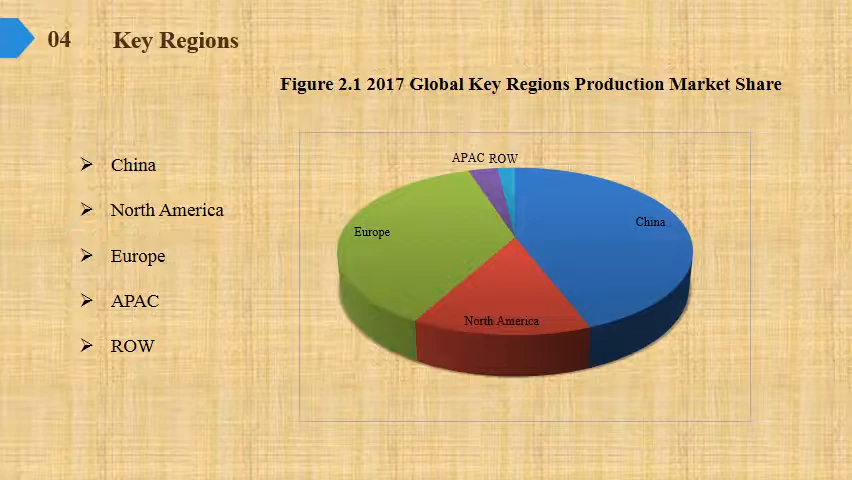 04 Key Regions
Figure 2.1 2017 Global Key Regions Production Market Share
China
North America
Europe
APAC
ROW
APAC ROW
China
Europe
North America